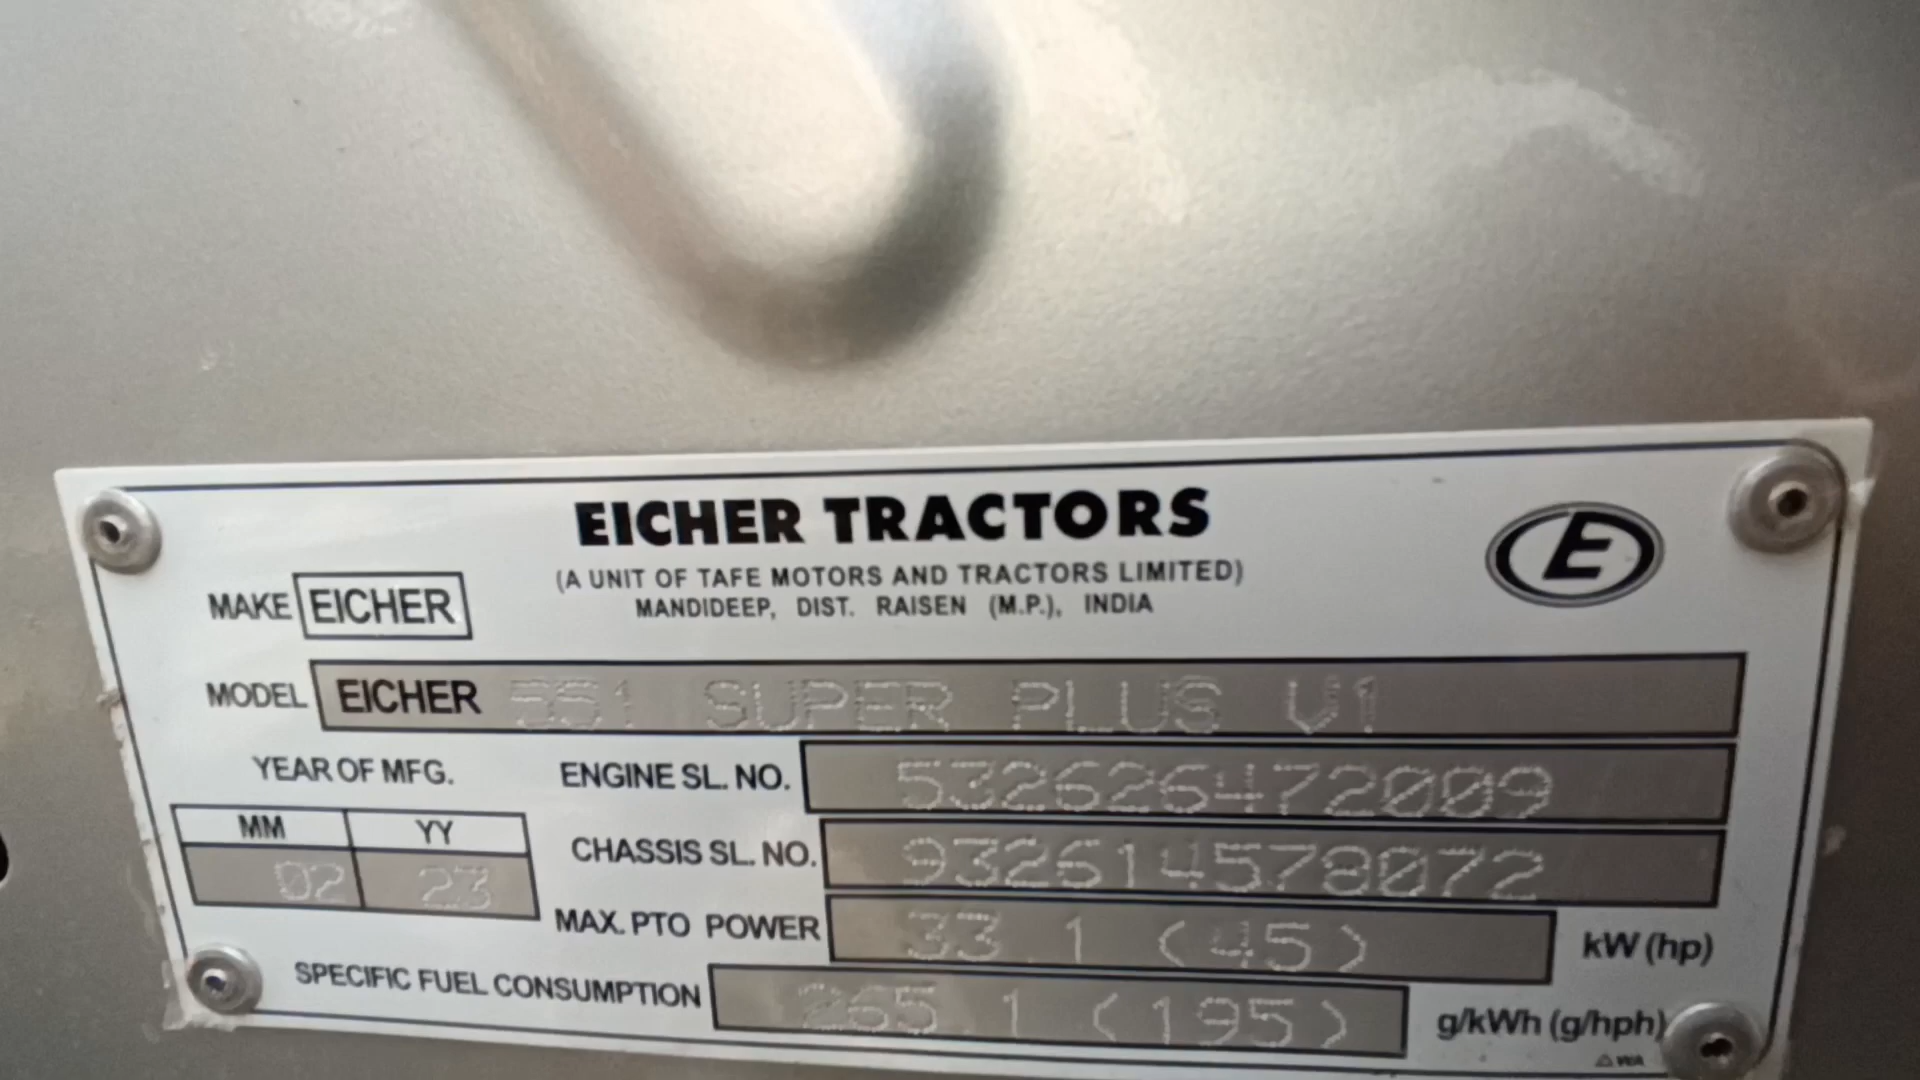 EICHER TRACTORS
E
(A UNIT OF TAFE MOTORS AND TRACTORS LIMITED)
MANDIDEEP, DIST. RAISEN (M.P.), INDIA
MAKE EICHER
MODEL EICHER 551 SUPER PLUS V1
YEAR OF MFG.
MM YY
02 23
ENGINE SL. NO. 532626472009
CHASSIS SL. NO. 932614578072
MAX. PTO POWER 33.1 (45) kW (hp)
SPECIFIC FUEL CONSUMPTION 265.1 (195) g/kWh (g/hph)